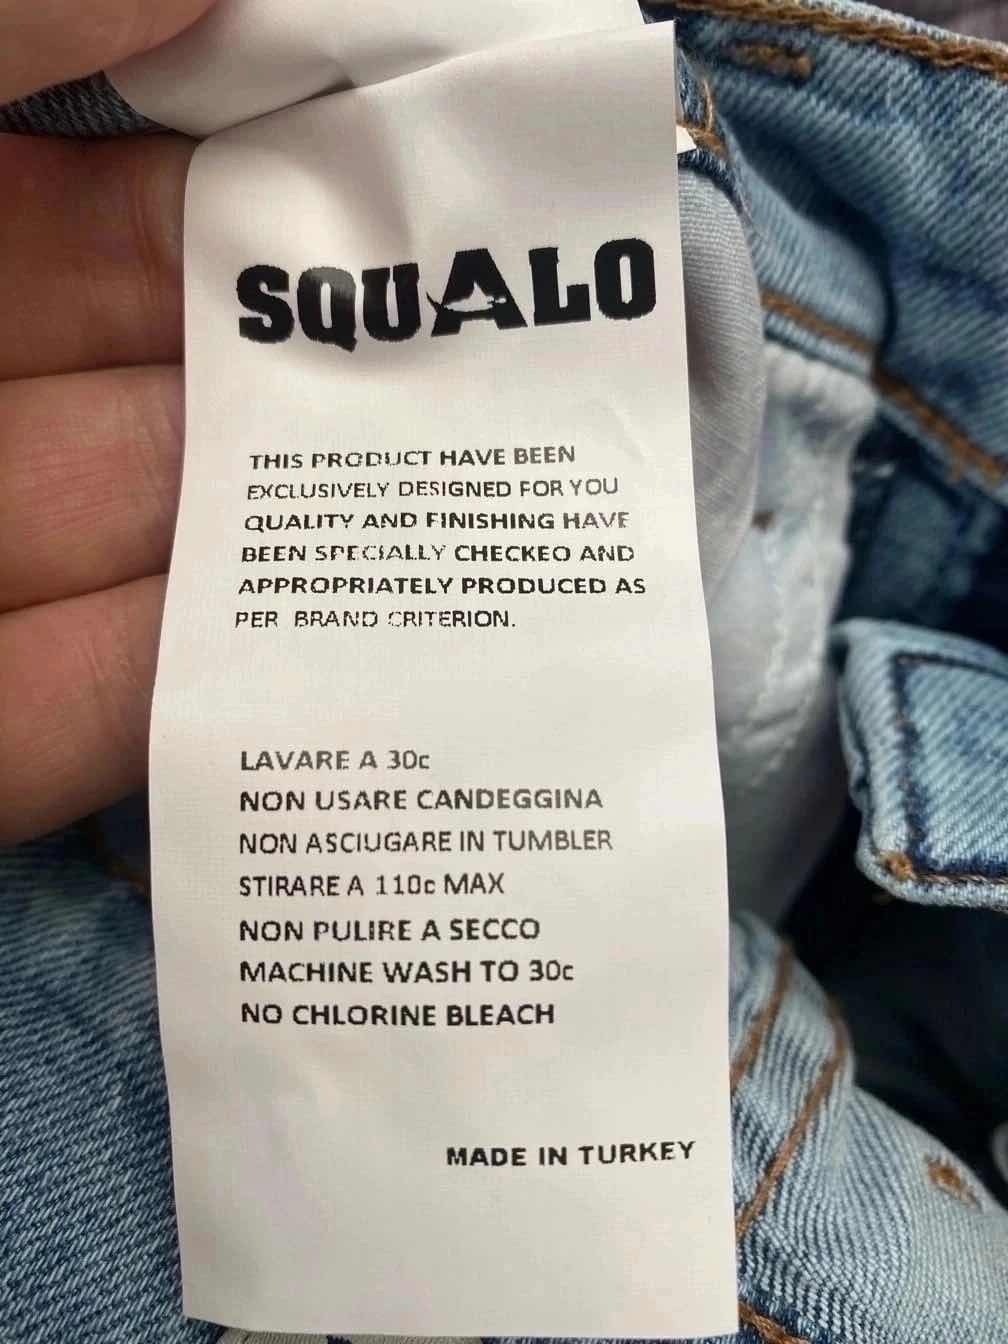 SQUALO
THIS PRODUCT HAVE BEEN
EXCLUSIVELY DESIGNED FOR YOU
QUALITY AND FINISHING HAVE
BEEN SPECIALLY CHECKED AND
APPROPRIATELY PRODUCED AS
PER BRAND CRITERION.
LAVARE A 30c
NON USARE CANDEGGINA
NON ASCIUGARE IN TUMBLER
STIRARE A 110c MAX
NON PULIRE A SECCO
MACHINE WASH TO 30c
NO CHLORINE BLEACH
MADE IN TURKEY